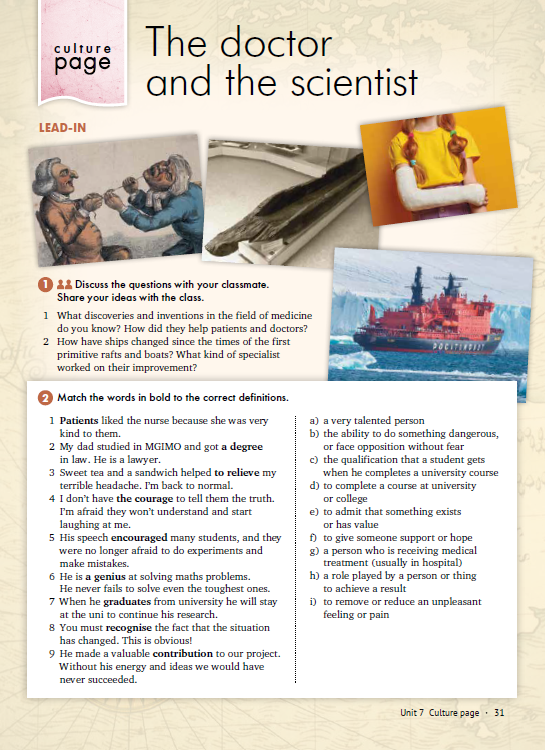 culture
page
The doctor
and the scientist
LEAD-IN
1 Discuss the questions with your classmate.
Share your ideas with the class.
1 What discoveries and inventions in the field of medicine
do you know? How did they help patients and doctors?
2 How have ships changed since the times of the first
primitive rafts and boats? What kind of specialist
worked on their improvement?
2 Match the words in bold to the correct definitions.
1 Patients liked the nurse because she was very
kind to them.
2 My dad studied in MGIMO and got a degree
in law. He is a lawyer.
3 Sweet tea and a sandwich helped to relieve my
terrible headache. I'm back to normal.
4 I don't have the courage to tell them the truth.
I'm afraid they won't understand and start
laughing at me.
5 His speech encouraged many students, and they
were no longer afraid to do experiments and
make mistakes.
6 He is a genius at solving maths problems.
He never fails to solve even the toughest ones.
7 When he graduates from university he will stay
at the uni to continue his research.
8 You must recognise the fact that the situation
has changed. This is obvious!
9 He made a valuable contribution to our project.
Without his energy and ideas we would have
never succeeded.
a) a very talented person
b) the ability to do something dangerous,
or face opposition without fear
c) the qualification that a student gets
when he completes a university course
d) to complete a course at university
or college
e) to admit that something exists
or has value
f) to give someone support or hope
g) a person who is receiving medical
treatment (usually in hospital)
h) a role played by a person or thing
to achieve a result
i) to remove or reduce an unpleasant
feeling or pain
Unit 7 Culture page · 31